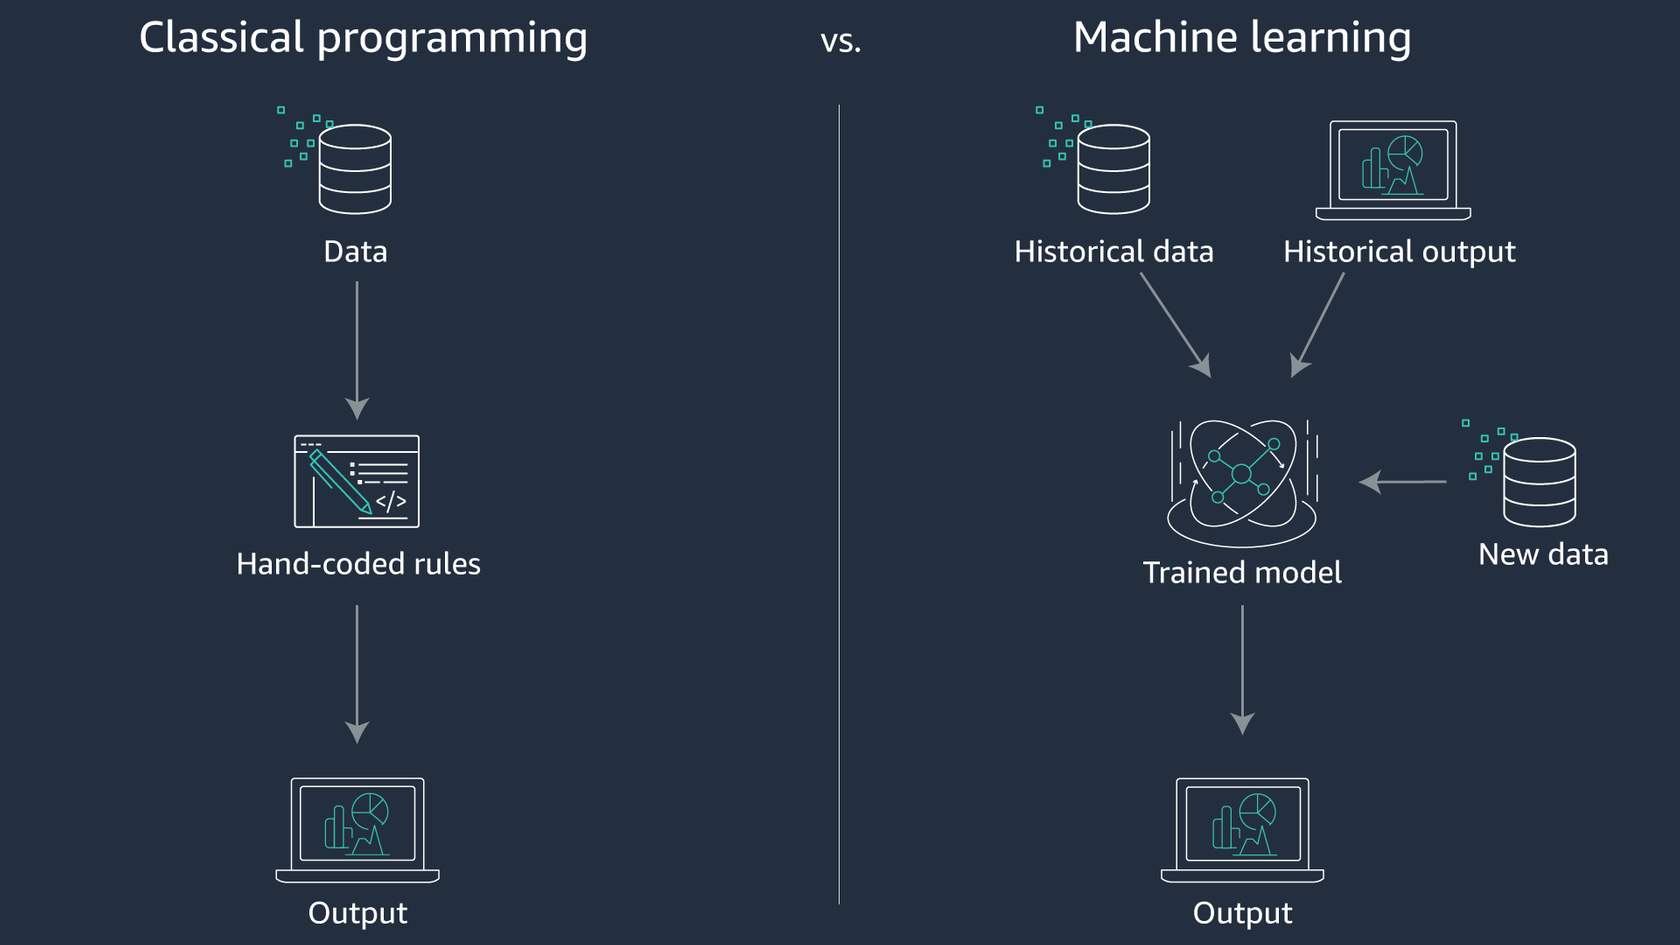 Classical programming
vs.
Machine learning
Data
Hand-coded rules
</>
Output
Historical data
Historical output
Trained model
New data
Output